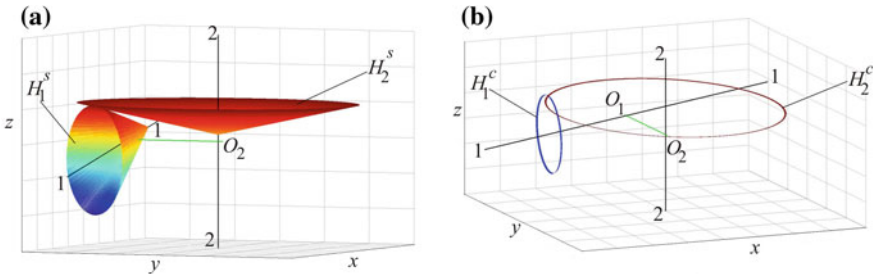 (a)
2
H₁ˢ
H₂ˢ
z
1
O₂
1
2
y
x
(b)
2
1
H₁ᶜ
H₂ᶜ
O₁
z
1
O₂
2
y
x